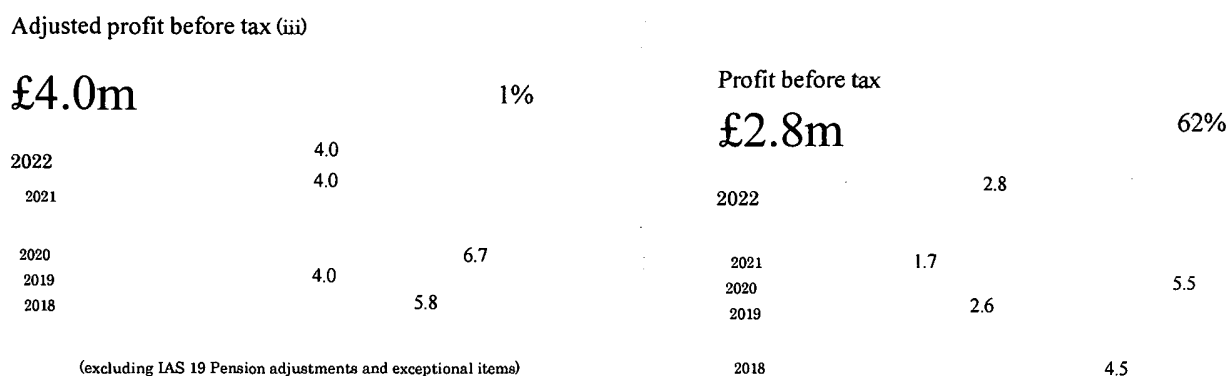 Adjusted profit before tax (iii)
£4.0m 1%
2022 4.0
2021 4.0
2020 6.7
2019 4.0
2018 5.8
(excluding IAS 19 Pension adjustments and exceptional items)
Profit before tax
£2.8m 62%
2022 2.8
2021 1.7
2020 5.5
2019 2.6
2018 4.5